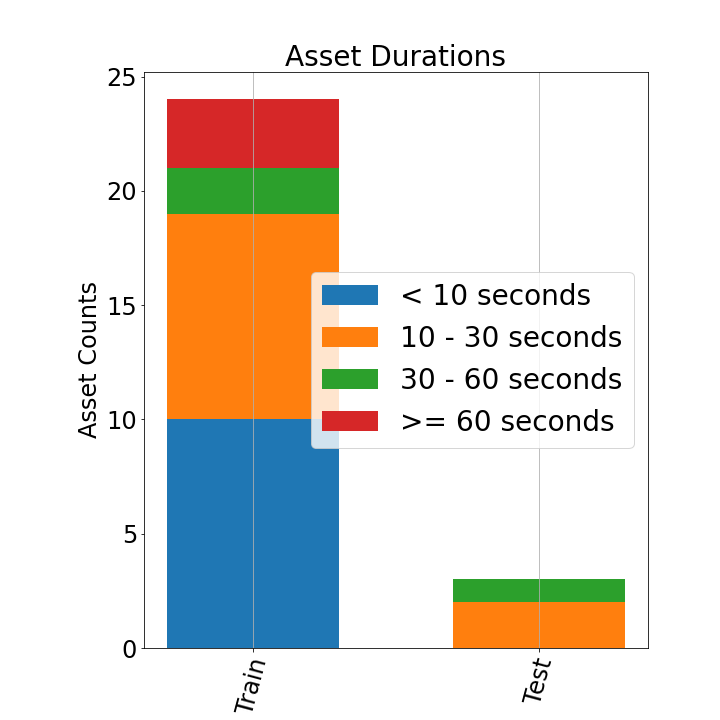 Asset Durations
25
20
15
10
5
0
Asset Counts
< 10 seconds
10 - 30 seconds
30 - 60 seconds
>= 60 seconds
Train
Test